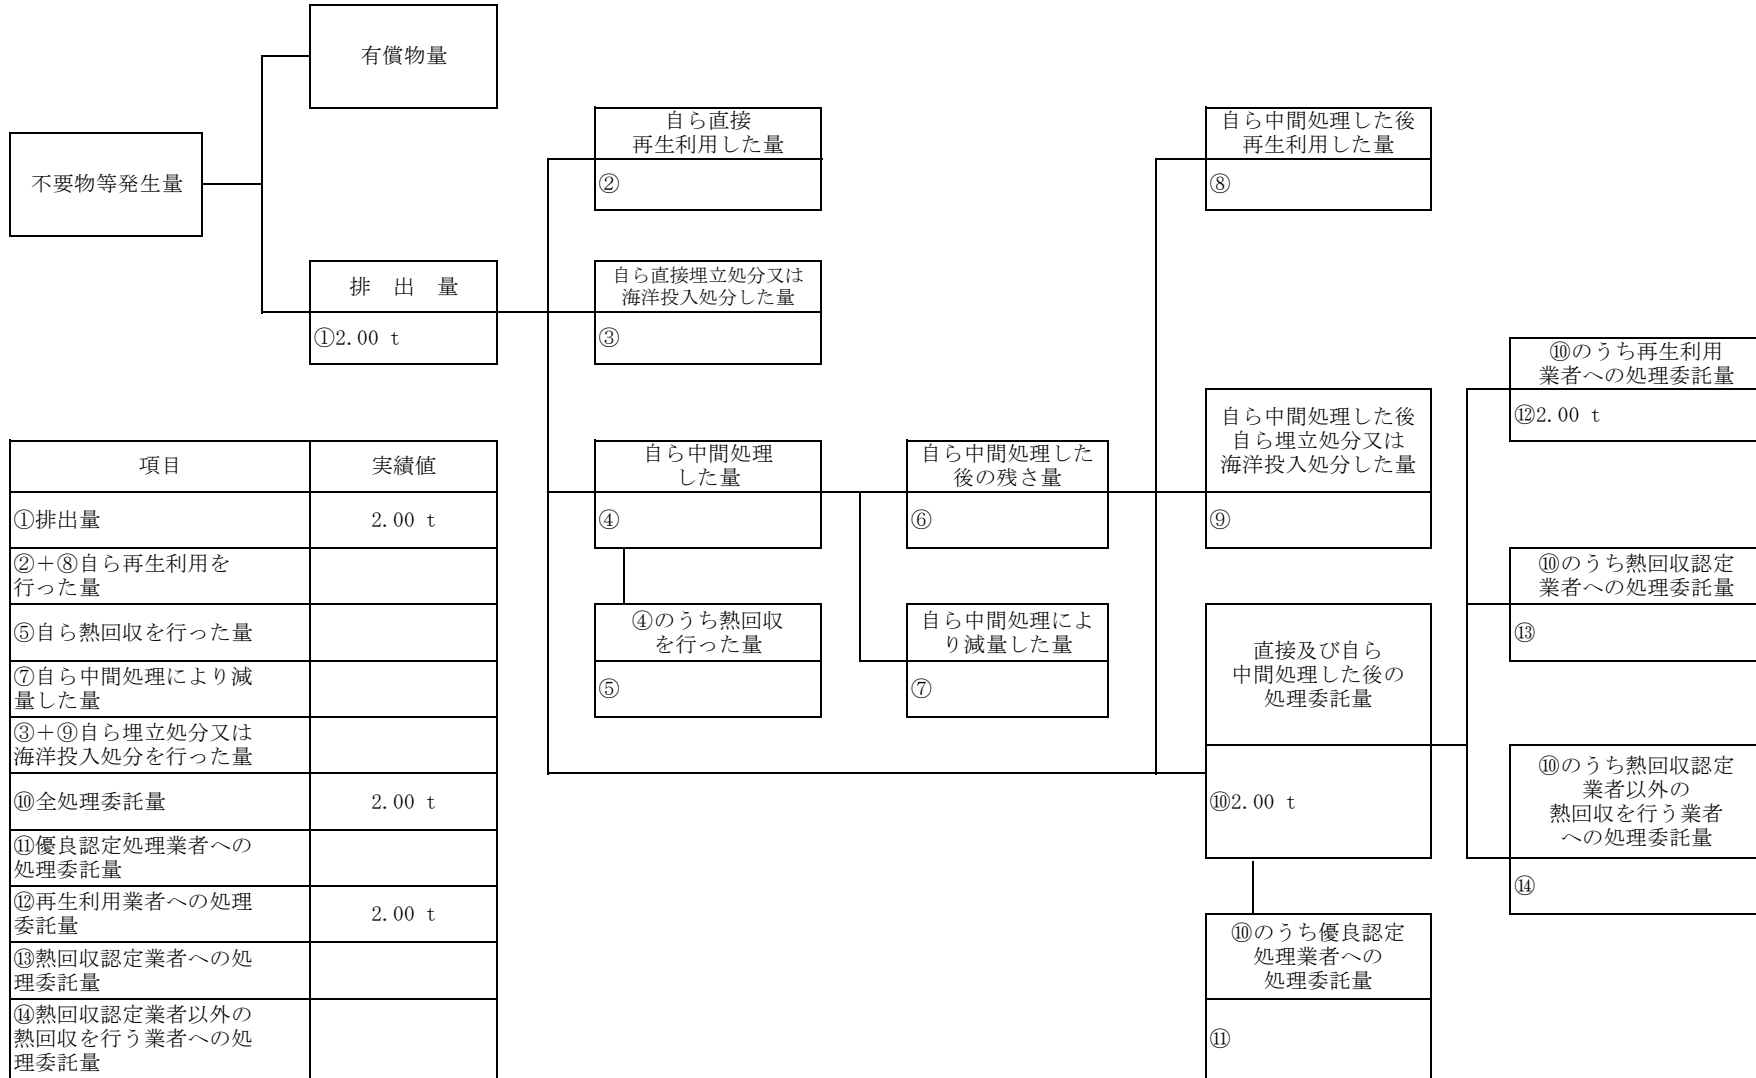 有償物量
不要物等発生量
排 出 量
①2.00 t
自ら直接
再生利用した量
②
自ら直接埋立処分又は
海洋投入処分した量
③
自ら中間処理
した量
④
④のうち熱回収
を行った量
⑤
自ら中間処理した
後の残さ量
⑥
自ら中間処理によ
り減量した量
⑦
自ら中間処理した後
再生利用した量
⑧
自ら中間処理した後
自ら埋立処分又は
海洋投入処分した量
⑨
直接及び自ら
中間処理した後の
処理委託量
⑩2.00 t
⑩のうち優良認定
処理業者への
処理委託量
⑪
⑩のうち再生利用
業者への処理委託量
⑫2.00 t
⑩のうち熱回収認定
業者への処理委託量
⑬
⑩のうち熱回収認定
業者以外の
熱回収を行う業者
への処理委託量
⑭
項目 実績値
①排出量 2.00 t
②＋⑧自ら再生利用を
行った量
⑤自ら熱回収を行った量
⑦自ら中間処理により減
量した量
③＋⑨自ら埋立処分又は
海洋投入処分を行った量
⑩全処理委託量 2.00 t
⑪優良認定処理業者への
処理委託量
⑫再生利用業者への処理
委託量 2.00 t
⑬熱回収認定業者への処
理委託量
⑭熱回収認定業者以外の
熱回収を行う業者への処
理委託量